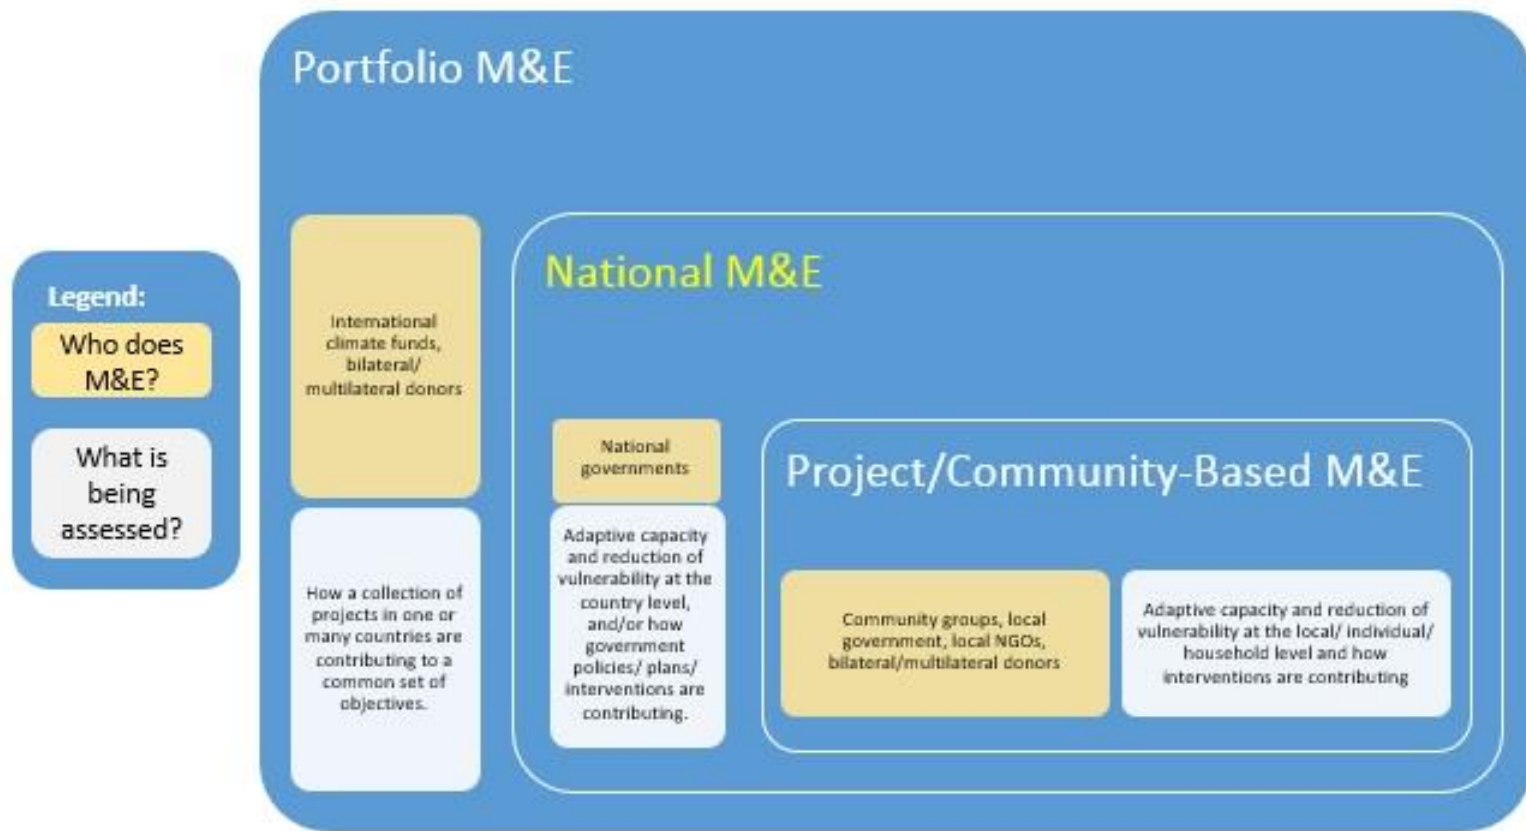 Portfolio M&E
Legend:
Who does
M&E?
What is
being
assessed?
International
climate funds,
bilateral/
multilateral donors
How a collection of
projects in one or
many countries are
contributing to a
common set of
objectives.
National M&E
National
governments
Adaptive capacity
and reduction of
vulnerability at the
country level,
and/or how
government
policies/ plans/
interventions are
contributing.
Project/Community-Based M&E
Community groups, local
government, local NGOs,
bilateral/multilateral donors
Adaptive capacity and reduction of
vulnerability at the local/ individual/
household level and how
interventions are contributing